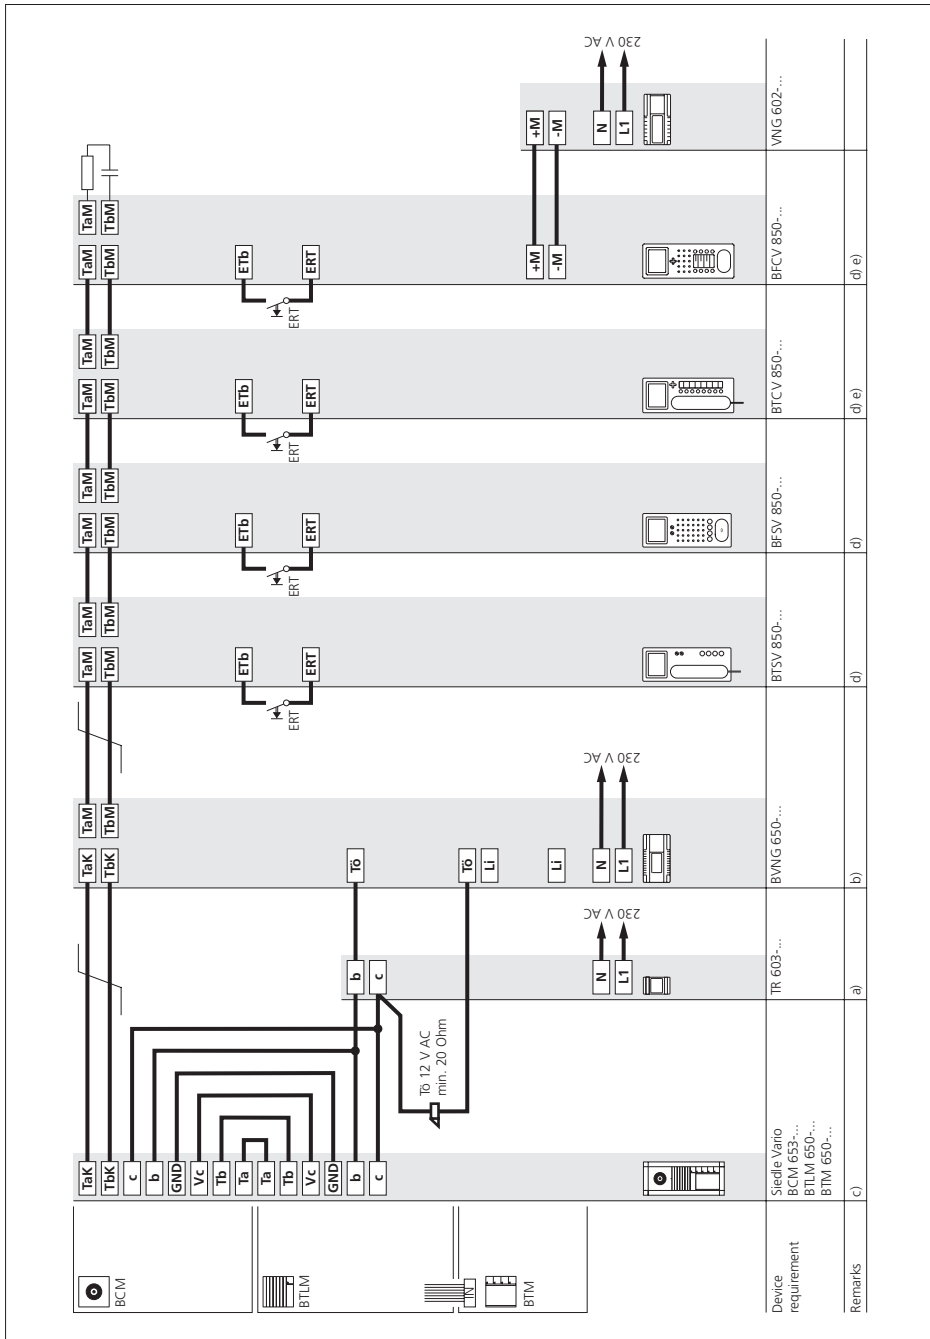 TaK TaK TaM TaM TaM TaM TaM TaM TaM TaM TaM
TbK TbK TbM TbM TbM TbM TbM TbM TbM TbM TbM
BCM
c
b
GND
Vc
Tb
Ta ETb ETb ETb ETb
Ta
Tb
ERT ERT ERT ERT
BTLM
Vc ERT ERT ERT ERT
GND
b b Tö
c c
Tö 12 V AC
min. 20 Ohm
IN Tö
Li
BTM
+M +M
Li -M -M
N N N
230 V AC 230 V AC 230 V AC
L1 L1 L1
Device
requirement
Siedle Vario
BCM 653-...
BTLM 650-...
BTM 650-...
TR 603-...
BVNG 650-...
BTSV 850-...
BFSV 850-...
BTCV 850-...
BFCV 850-...
VNG 602-...
Remarks
c)
a)
b)
d)
d)
d) e)
d) e)